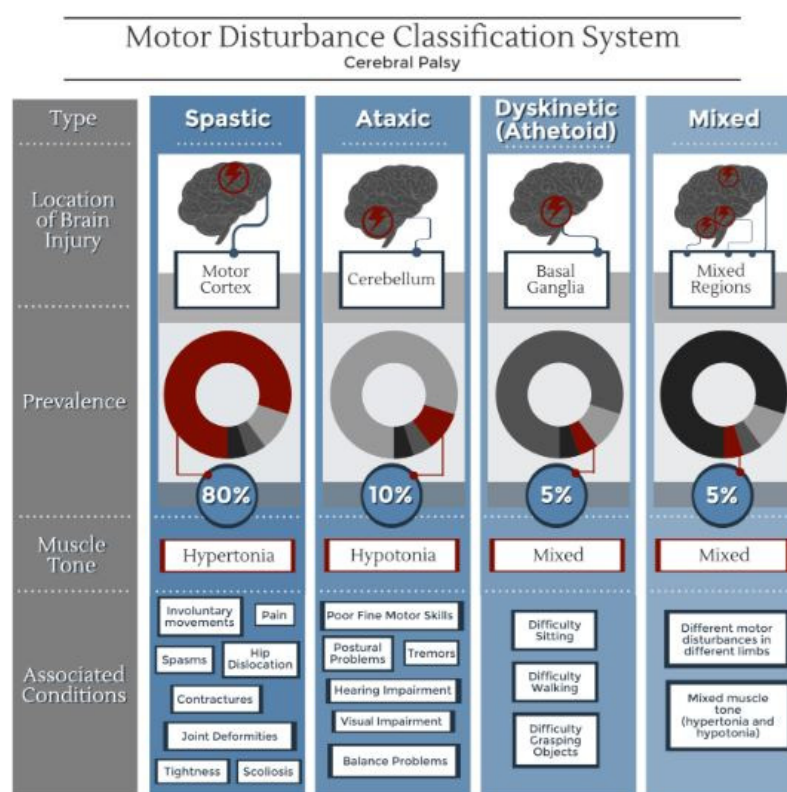 Motor Disturbance Classification System
Cerebral Palsy
Type
Spastic
Ataxic
Dyskinetic
(Athetoid)
Mixed
Location
of Brain
Injury
Motor
Cortex
Cerebellum
Basal
Ganglia
Mixed
Regions
Prevalence
80%
10%
5%
5%
Muscle
Tone
Hypertonia
Hypotonia
Mixed
Mixed
Associated
Conditions
Involuntary
movements
Pain
Spasms
Hip
Dislocation
Contractures
Joint Deformities
Tightness
Scoliosis
Poor Fine Motor Skills
Postural
Problems
Tremors
Hearing Impairment
Visual Impairment
Balance Problems
Difficulty
Sitting
Difficulty
Walking
Difficulty
Grasping
Objects
Different motor
disturbances in
different limbs
Mixed muscle
tone
(hypertonia and
hypotonia)